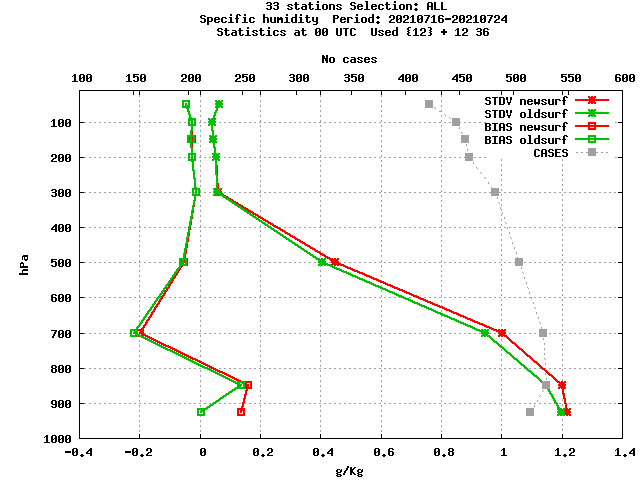 33 stations Selection: ALL
Specific humidity  Period: 20210716-20210724
Statistics at 00 UTC  Used {12} + 12 36
No cases
100 150 200 250 300 350 400 450 500 550 600
STDV newsurf
STDV oldsurf
BIAS newsurf
BIAS oldsurf
CASES
100
200
300
400
500
600
700
800
900
1000
hPa
-0.4 -0.2 0 0.2 0.4 0.6 0.8 1 1.2 1.4
g/Kg